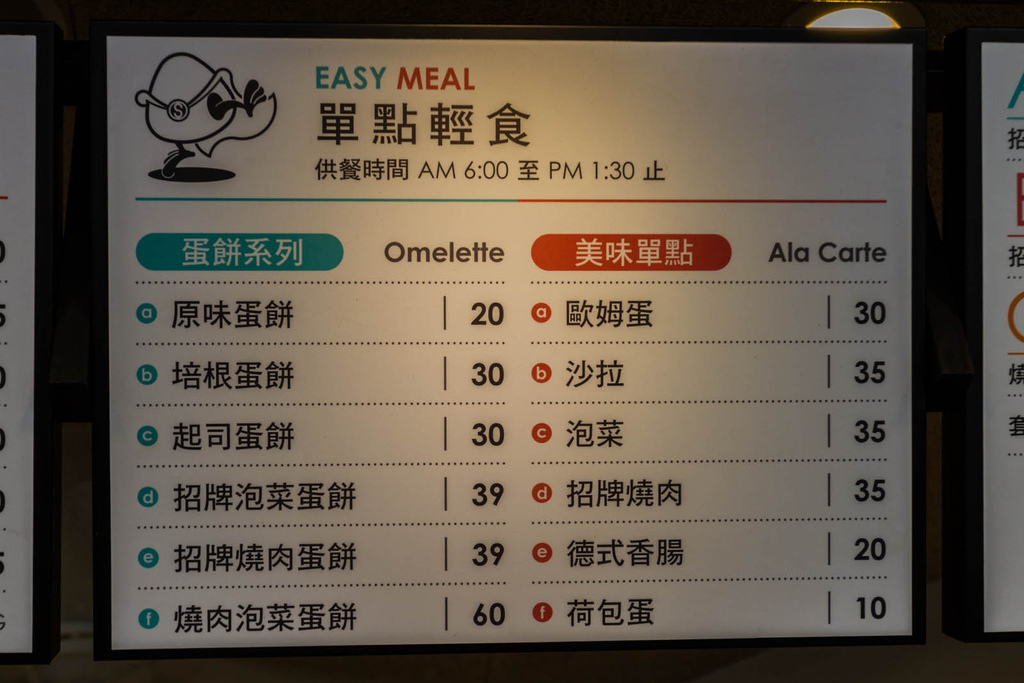 EASY MEAL
單點輕食
供餐時間 AM 6:00 至 PM 1:30 止
蛋餅系列 Omelette
a 原味蛋餅 | 20
b 培根蛋餅 | 30
c 起司蛋餅 | 30
d 招牌泡菜蛋餅 | 39
e 招牌燒肉蛋餅 | 39
f 燒肉泡菜蛋餅 | 60
美味單點 Ala Carte
a 歐姆蛋 | 30
b 沙拉 | 35
c 泡菜 | 35
d 招牌燒肉 | 35
e 德式香腸 | 20
f 荷包蛋 | 10